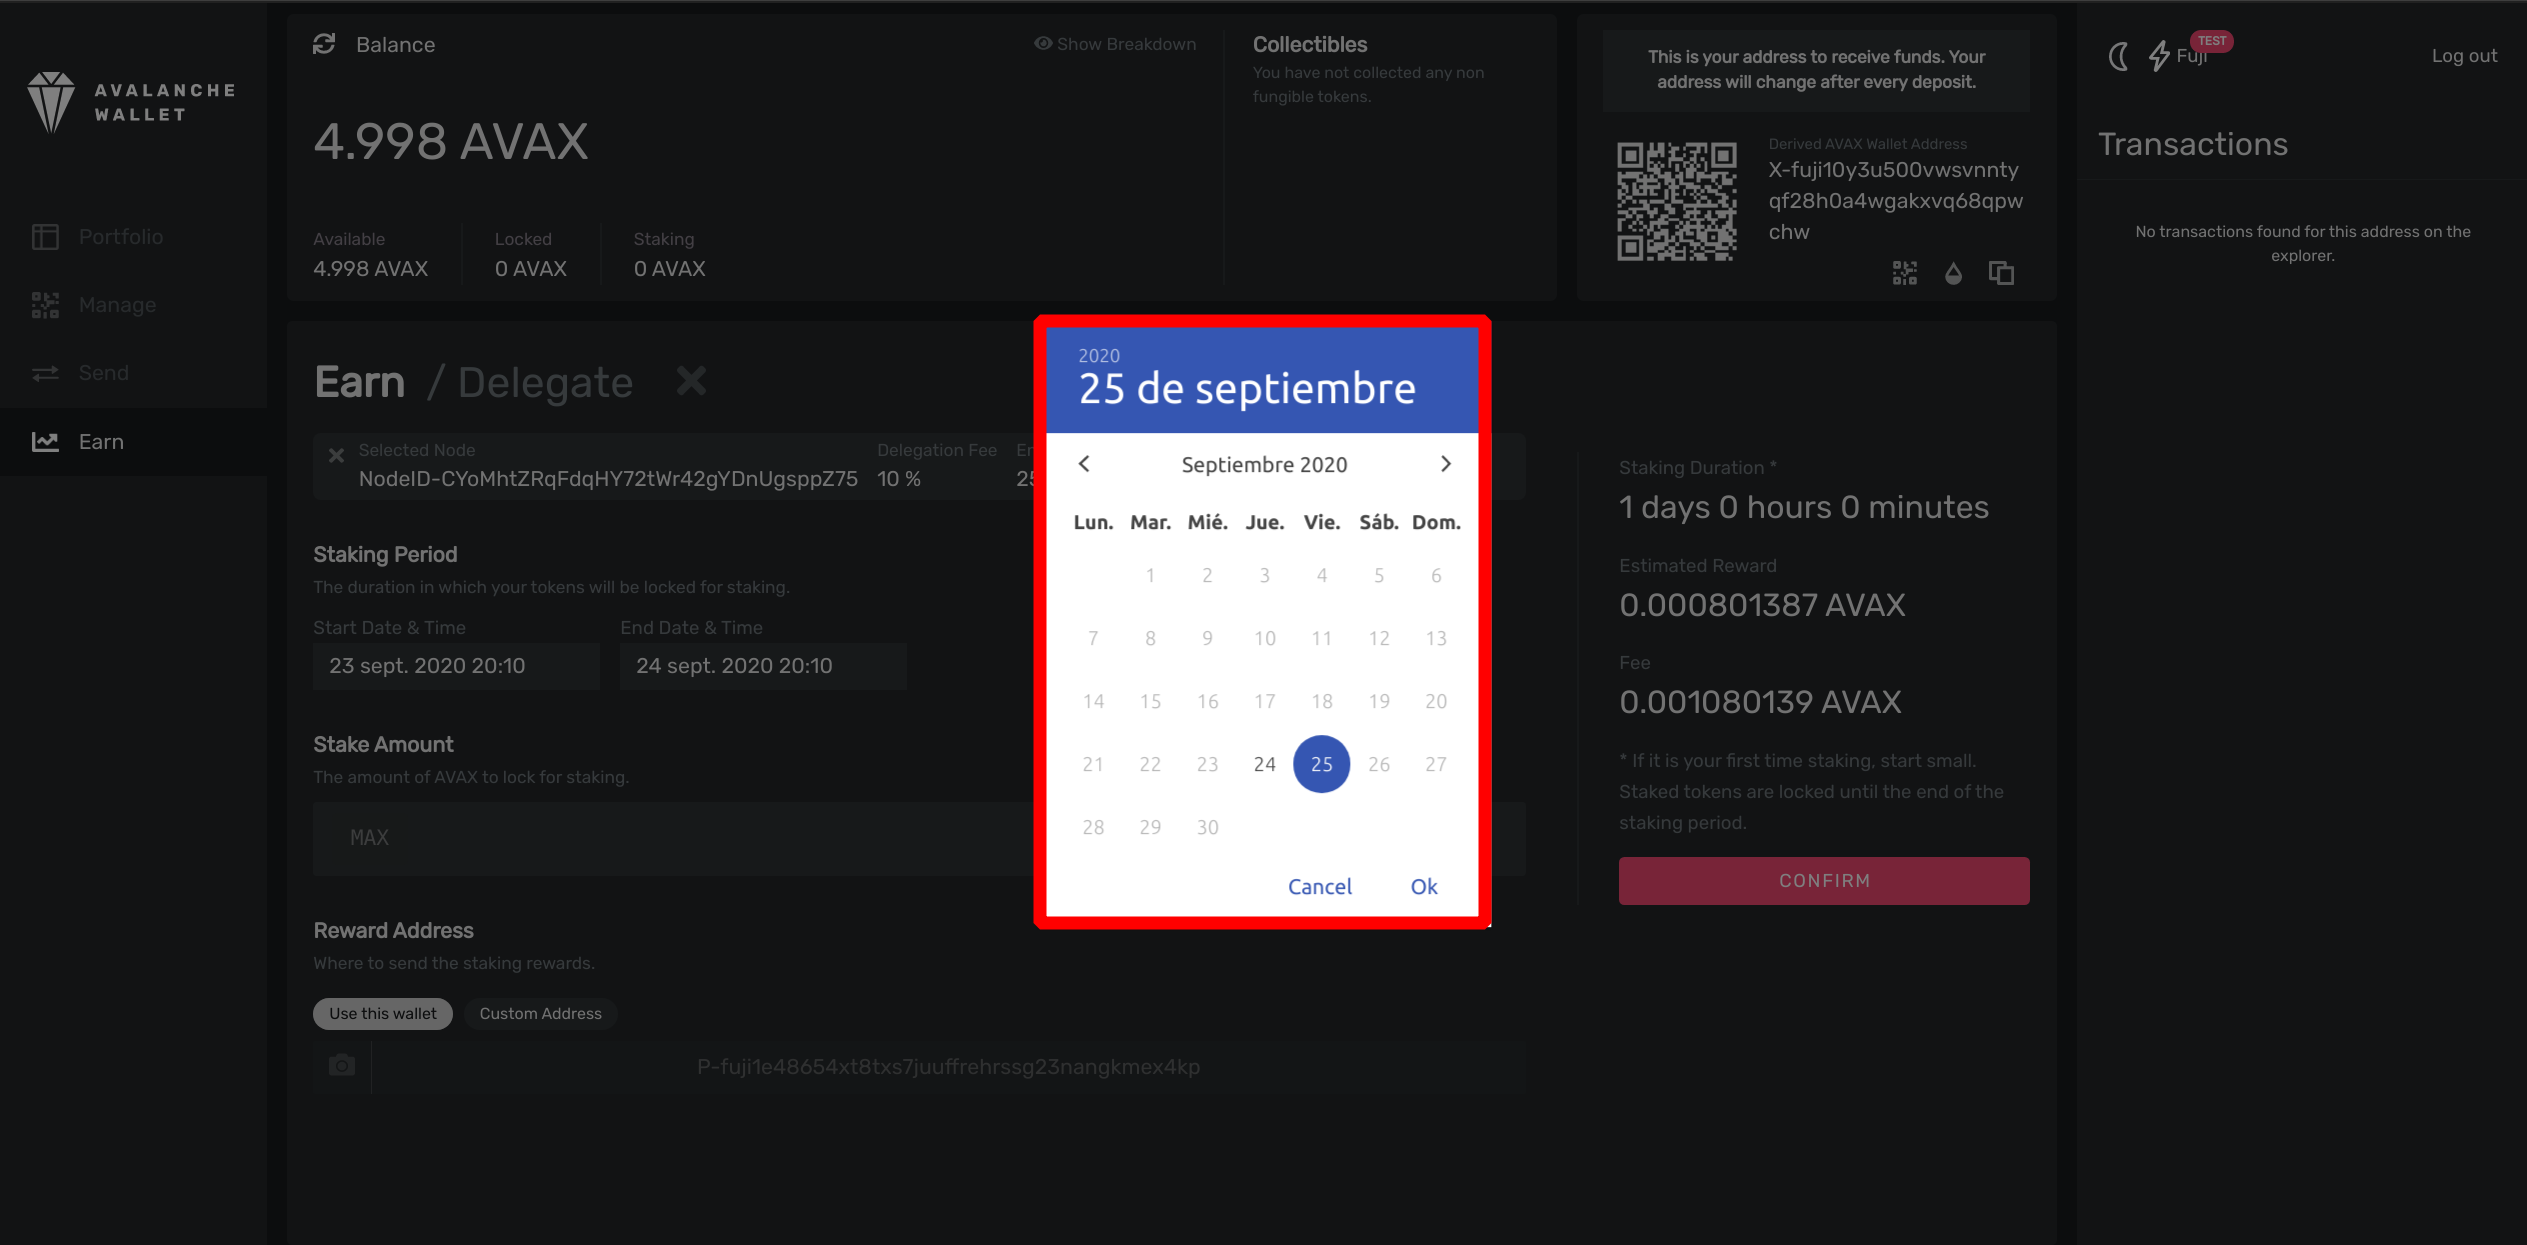 AVALANCHE
WALLET
Portfolio
Manage
Send
Earn
Balance
Show Breakdown
4.998 AVAX
Available
4.998 AVAX
Locked
0 AVAX
Staking
0 AVAX
Collectibles
You have not collected any non
fungible tokens.
This is your address to receive funds. Your
address will change after every deposit.
Derived AVAX Wallet Address
X-fuji10y3u500vwsvnnty
qf28h0a4wgakxvq68qpw
chw
TEST
Fuji
Log out
Transactions
No transactions found for this address on the
explorer.
Earn / Delegate
Selected Node
NodeID-CYoMhtZRqFdqHY72tWr42gYDnUgsppZ75
Delegation Fee
10 %
Staking Period
The duration in which your tokens will be locked for staking.
Start Date & Time
23 sept. 2020 20:10
End Date & Time
24 sept. 2020 20:10
Stake Amount
The amount of AVAX to lock for staking.
MAX
Reward Address
Where to send the staking rewards.
Use this wallet
Custom Address
P-fuji1e48654xt8txs7juuffrehrssg23nangkmex4kp
2020
25 de septiembre
Septiembre 2020
Lun. Mar. Mié. Jue. Vie. Sáb. Dom.
1 2 3 4 5 6
7 8 9 10 11 12 13
14 15 16 17 18 19 20
21 22 23 24 25 26 27
28 29 30
Cancel Ok
Staking Duration *
1 days 0 hours 0 minutes
Estimated Reward
0.000801387 AVAX
Fee
0.001080139 AVAX
* If it is your first time staking, start small.
Staked tokens are locked until the end of the
staking period.
CONFIRM